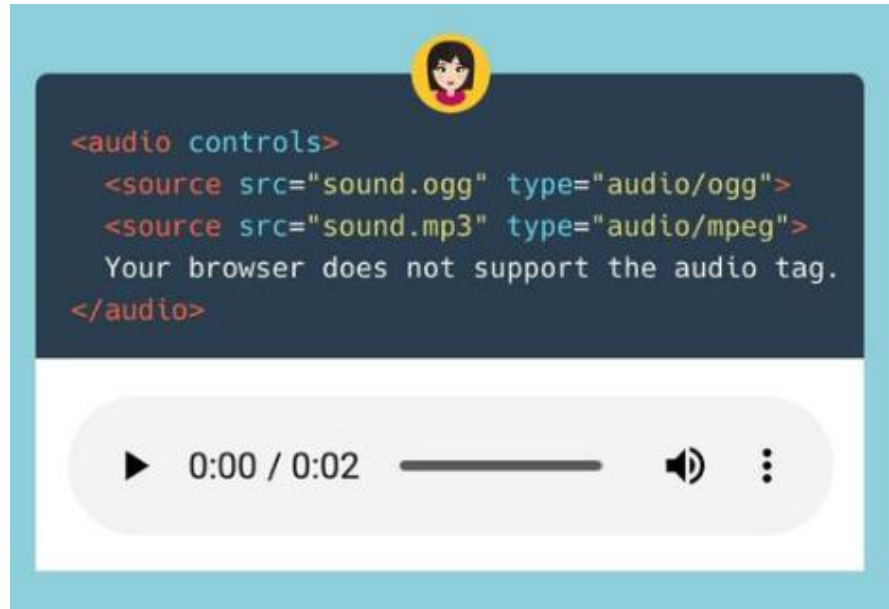 <audio controls>
<source src="sound.ogg" type="audio/ogg">
<source src="sound.mp3" type="audio/mpeg">
Your browser does not support the audio tag.
</audio>
0:00 / 0:02